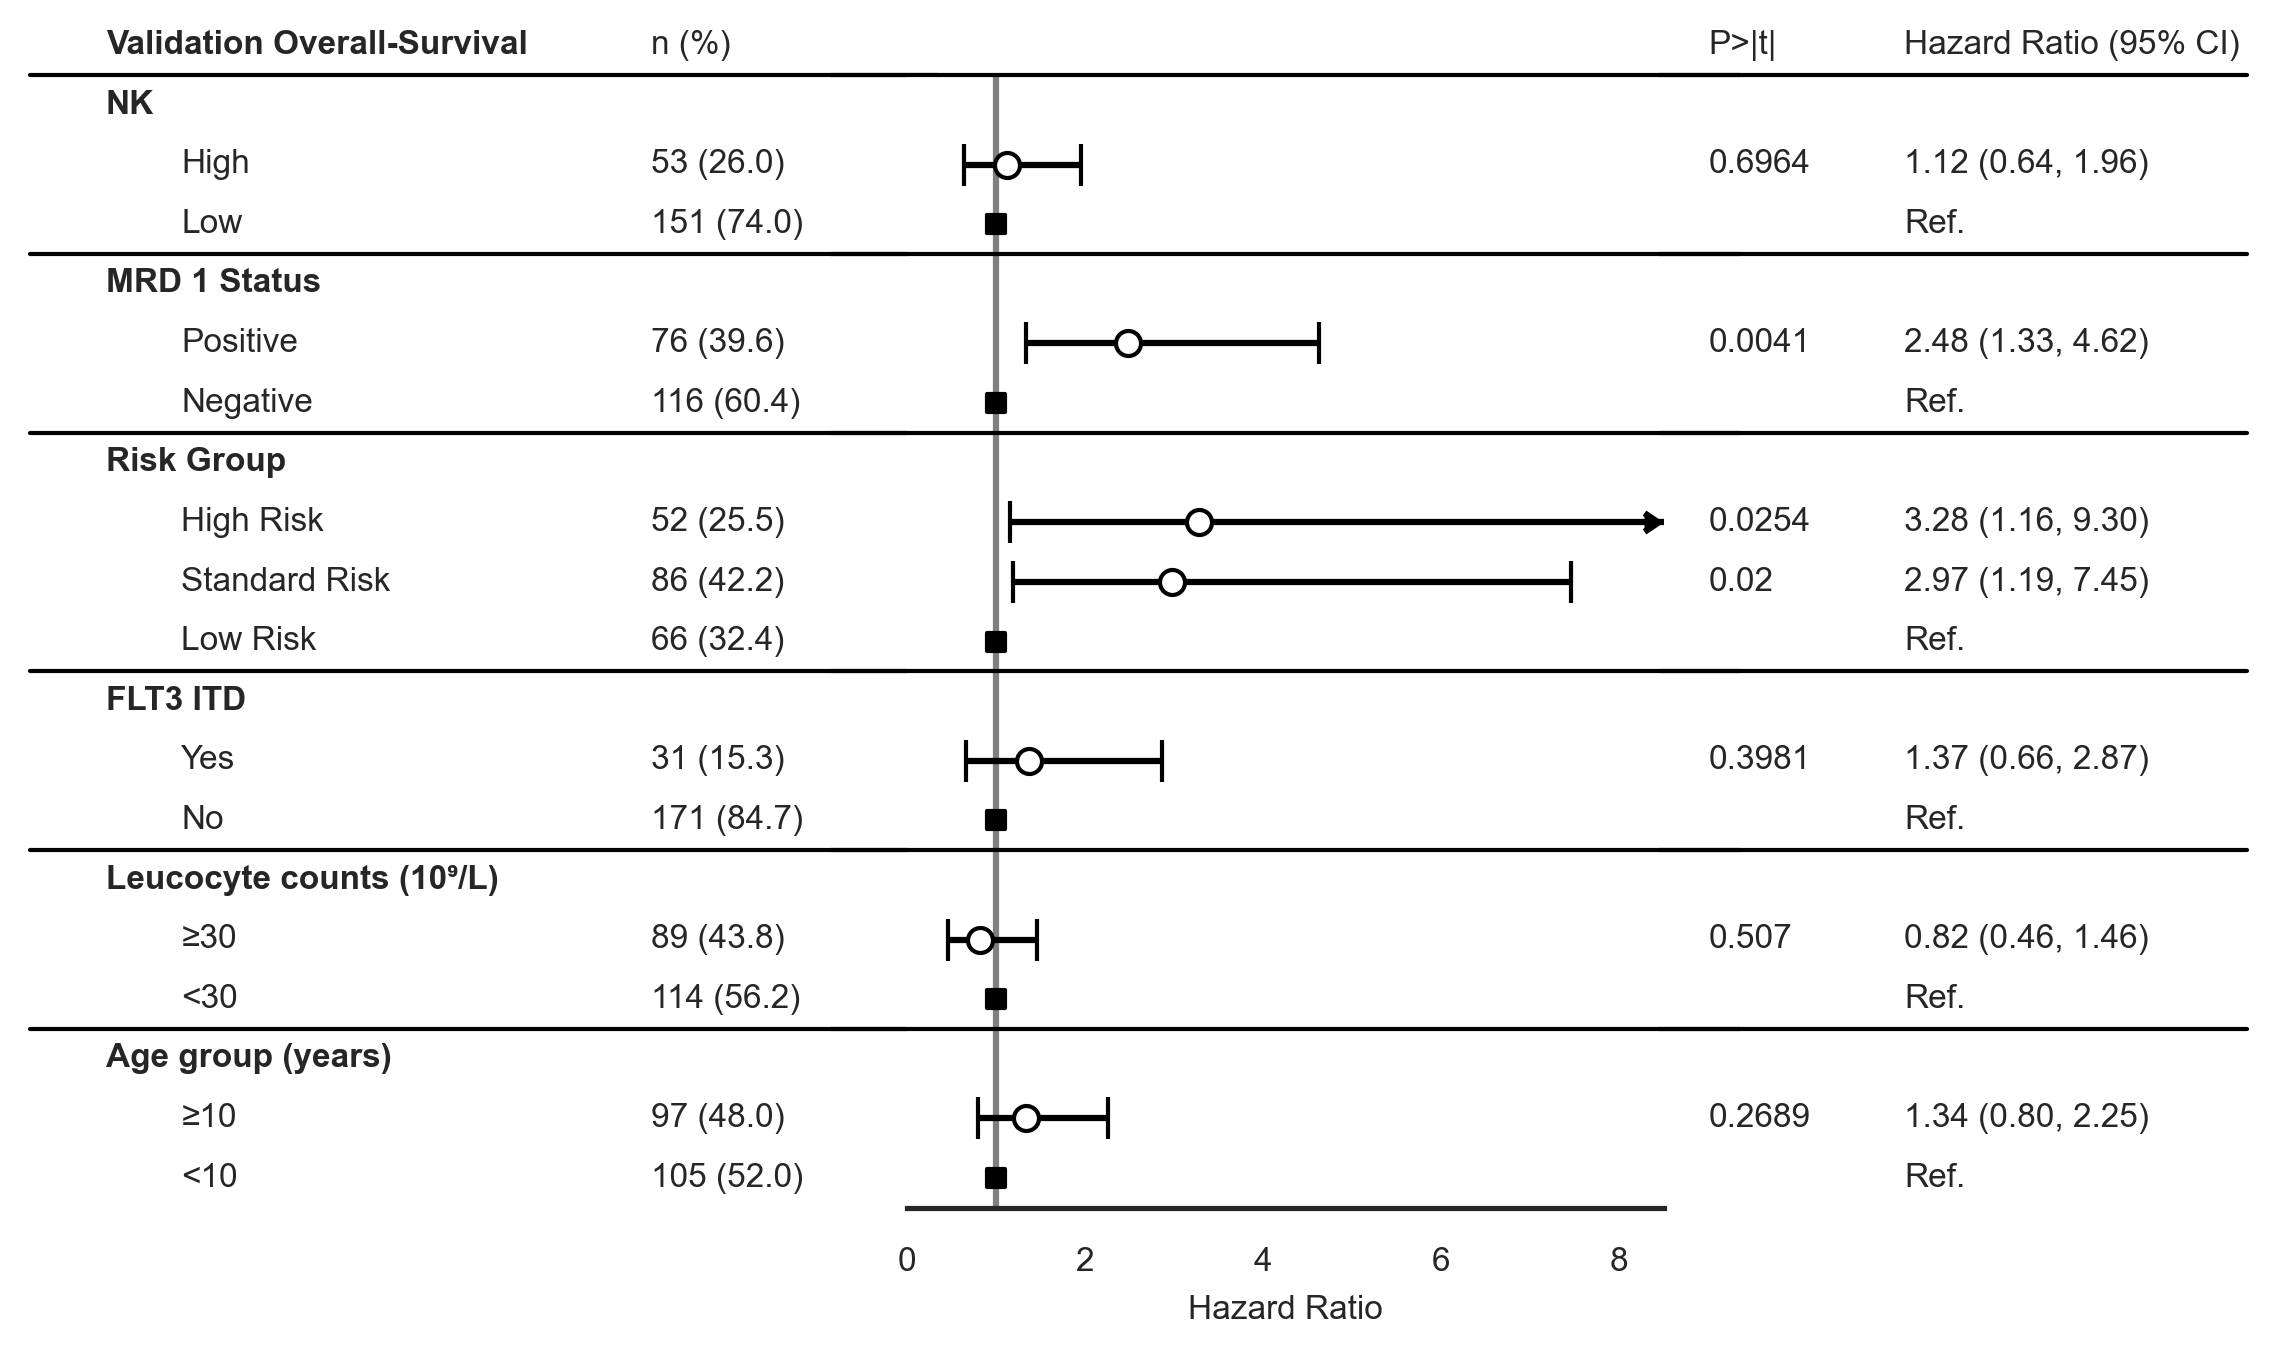 Validation Overall-Survival n (%) P>|t| Hazard Ratio (95% CI)
NK
High 53 (26.0) 0.6964 1.12 (0.64, 1.96)
Low 151 (74.0) Ref.
MRD 1 Status
Positive 76 (39.6) 0.0041 2.48 (1.33, 4.62)
Negative 116 (60.4) Ref.
Risk Group
High Risk 52 (25.5) 0.0254 3.28 (1.16, 9.30)
Standard Risk 86 (42.2) 0.02 2.97 (1.19, 7.45)
Low Risk 66 (32.4) Ref.
FLT3 ITD
Yes 31 (15.3) 0.3981 1.37 (0.66, 2.87)
No 171 (84.7) Ref.
Leucocyte counts (10⁹/L)
≥30 89 (43.8) 0.507 0.82 (0.46, 1.46)
<30 114 (56.2) Ref.
Age group (years)
≥10 97 (48.0) 0.2689 1.34 (0.80, 2.25)
<10 105 (52.0) Ref.
0 2 4 6 8
Hazard Ratio